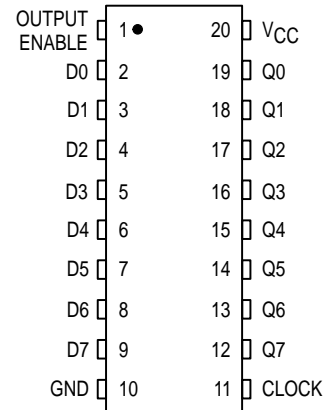 OUTPUT ENABLE 1 20 VCC
D0 2 19 Q0
D1 3 18 Q1
D2 4 17 Q2
D3 5 16 Q3
D4 6 15 Q4
D5 7 14 Q5
D6 8 13 Q6
D7 9 12 Q7
GND 10 11 CLOCK